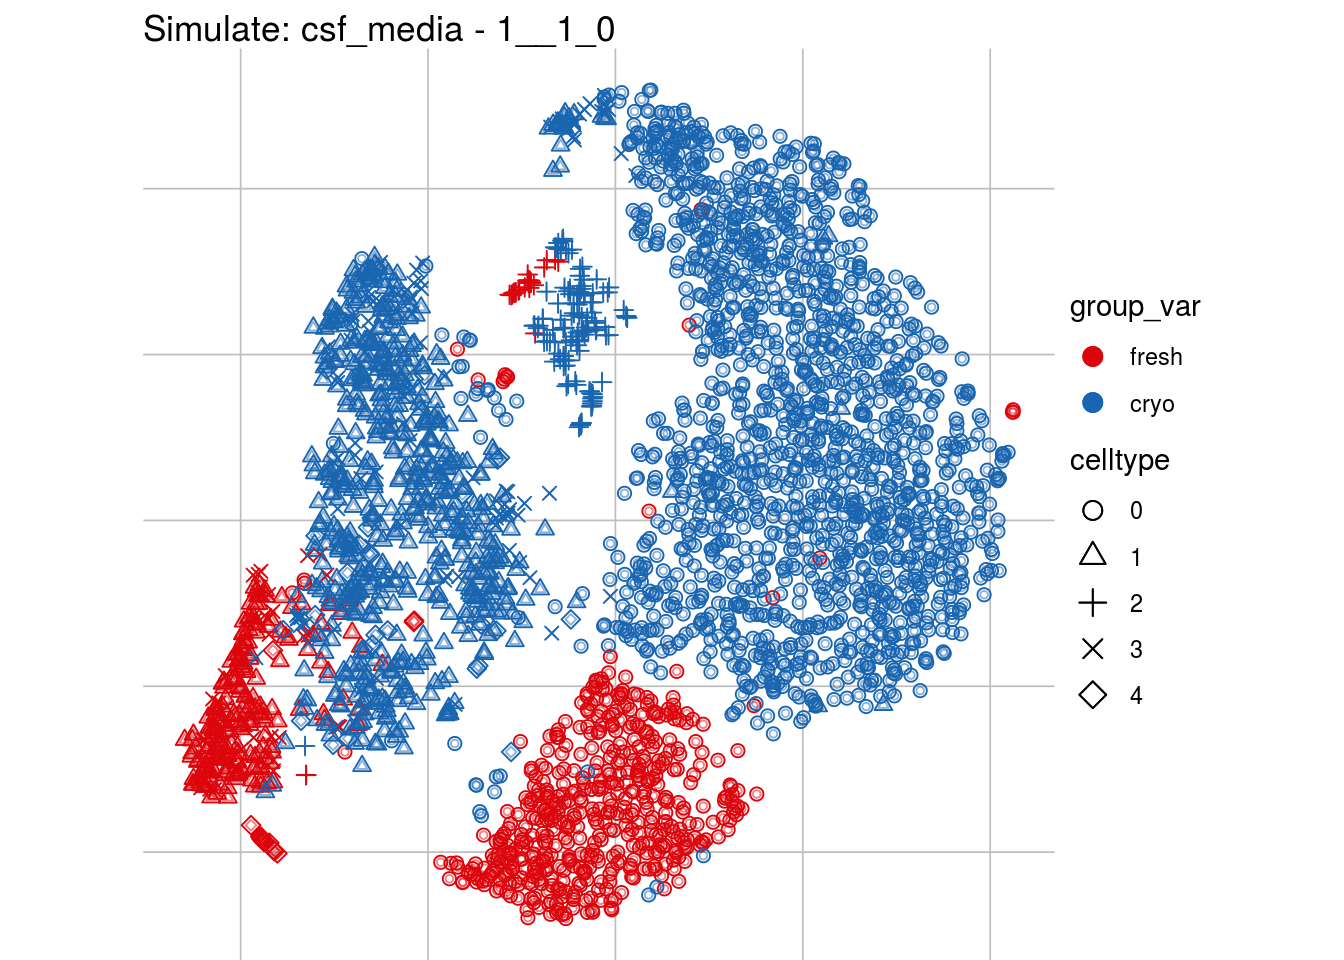 Simulate: csf_media - 1__1_0
group_var
fresh
cryo
celltype
0
1
2
3
4